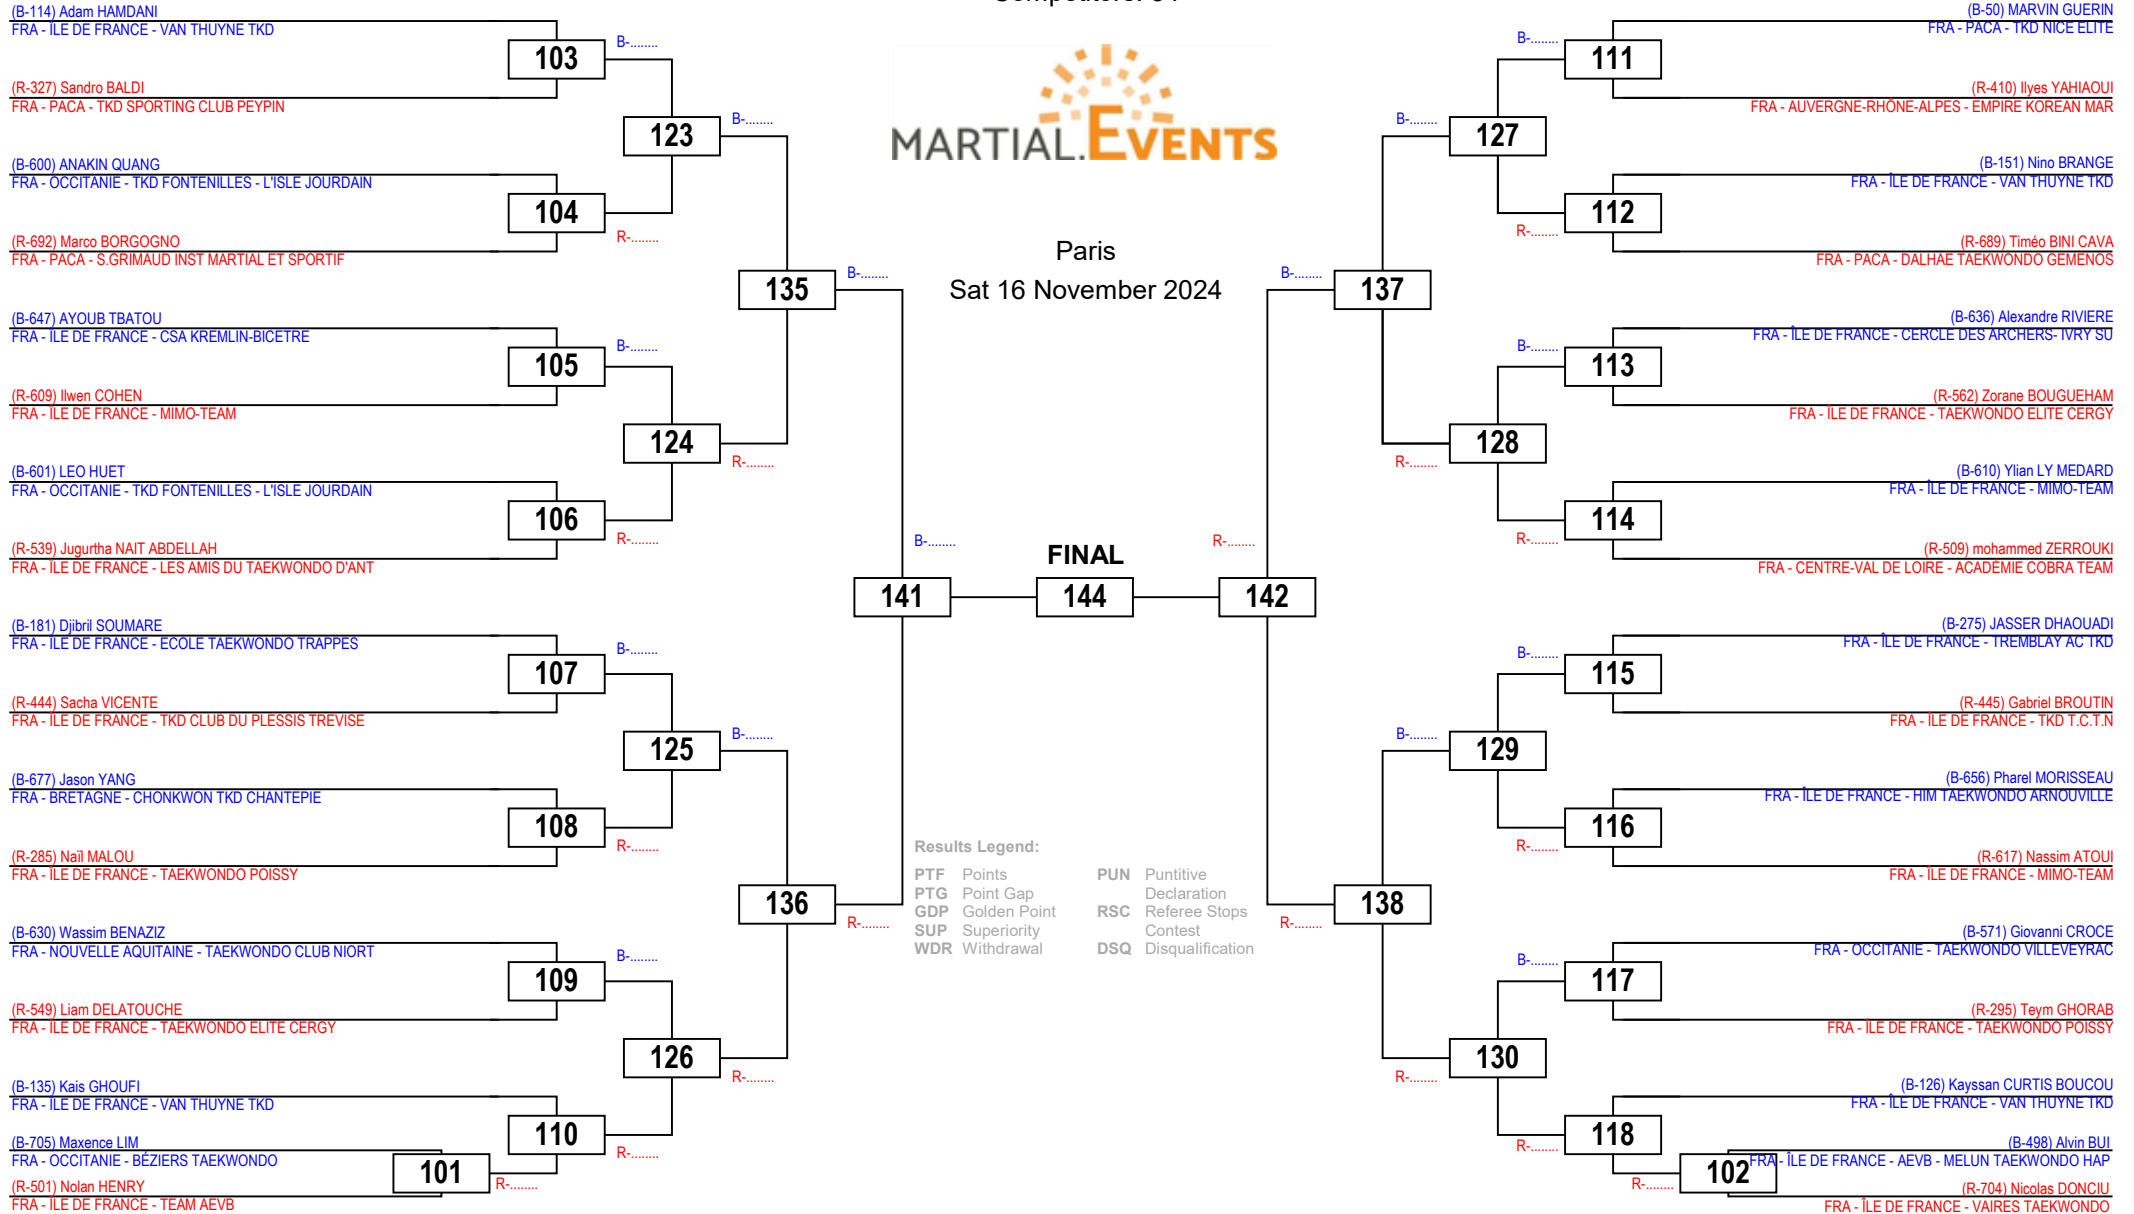 (B-114) Adam HAMDANI
FRA - ÎLE DE FRANCE - VAN THUYNE TKD
103
B-........
(R-327) Sandro BALDI
FRA - PACA - TKD SPORTING CLUB PEYPIN
123
B-........
(B-600) ANAKIN QUANG
FRA - OCCITANIE - TKD FONTENILLES - L'ISLE JOURDAIN
104
R-........
(R-692) Marco BORGOGNO
FRA - PACA - S.GRIMAUD INST MARTIAL ET SPORTIF
135
B-........
(B-647) AYOUB TBATOU
FRA - ÎLE DE FRANCE - CSA KREMLIN-BICETRE
105
B-........
(R-609) Ilwen COHEN
FRA - ÎLE DE FRANCE - MIMO-TEAM
124
R-........
(B-601) LEO HUET
FRA - OCCITANIE - TKD FONTENILLES - L'ISLE JOURDAIN
106
R-........
(R-539) Jugurtha NAIT ABDELLAH
FRA - ÎLE DE FRANCE - LES AMIS DU TAEKWONDO D'ANT
141
B-........
(B-181) Djibril SOUMARE
FRA - ÎLE DE FRANCE - ECOLE TAEKWONDO TRAPPES
107
B-........
(R-444) Sacha VICENTE
FRA - ÎLE DE FRANCE - TKD CLUB DU PLESSIS TREVISE
125
B-........
(B-677) Jason YANG
FRA - BRETAGNE - CHONKWON TKD CHANTEPIE
108
R-........
(R-285) Naïl MALOU
FRA - ÎLE DE FRANCE - TAEKWONDO POISSY
136
R-........
(B-630) Wassim BENAZIZ
FRA - NOUVELLE AQUITAINE - TAEKWONDO CLUB NIORT
109
B-........
(R-549) Liam DELATOUCHE
FRA - ÎLE DE FRANCE - TAEKWONDO ELITE CERGY
126
R-........
(B-135) Kais GHOUFI
FRA - ÎLE DE FRANCE - VAN THUYNE TKD
110
R-........
(B-705) Maxence LIM
FRA - OCCITANIE - BÉZIERS TAEKWONDO
101
R-........
(R-501) Nolan HENRY
FRA - ÎLE DE FRANCE - TEAM AEVB
MARTIAL.EVENTS
Paris
Sat 16 November 2024
FINAL
144
Results Legend:
PTF Points
PTG Point Gap
GDP Golden Point
SUP Superiority
WDR Withdrawal
PUN Puntitive
Declaration
RSC Referee Stops
Contest
DSQ Disqualification
(B-50) MARVIN GUERIN
FRA - PACA - TKD NICE ELITE
B-........
111
(R-410) Ilyes YAHIAOUI
FRA - AUVERGNE-RHÔNE-ALPES - EMPIRE KOREAN MAR
B-........
127
(B-151) Nino BRANGE
FRA - ÎLE DE FRANCE - VAN THUYNE TKD
R-........
112
(R-689) Timéo BINI CAVA
FRA - PACA - DALHAE TAEKWONDO GEMENOS
B-........
137
(B-636) Alexandre RIVIERE
FRA - ÎLE DE FRANCE - CERCLE DES ARCHERS- IVRY SU
B-........
113
(R-562) Zorane BOUGUEHAM
FRA - ÎLE DE FRANCE - TAEKWONDO ELITE CERGY
R-........
128
(B-610) Ylian LY MEDARD
FRA - ÎLE DE FRANCE - MIMO-TEAM
R-........
114
(R-509) mohammed ZERROUKI
FRA - CENTRE-VAL DE LOIRE - ACADÉMIE COBRA TEAM
R-........
142
(B-275) JASSER DHAOUADI
FRA - ÎLE DE FRANCE - TREMBLAY AC TKD
B-........
115
(R-445) Gabriel BROUTIN
FRA - ÎLE DE FRANCE - TKD T.C.T.N
B-........
129
(B-656) Pharel MORISSEAU
FRA - ÎLE DE FRANCE - HIM TAEKWONDO ARNOUVILLE
R-........
116
(R-617) Nassim ATOUI
FRA - ÎLE DE FRANCE - MIMO-TEAM
R-........
138
(B-571) Giovanni CROCE
FRA - OCCITANIE - TAEKWONDO VILLEVEYRAC
B-........
117
(R-295) Teym GHORAB
FRA - ÎLE DE FRANCE - TAEKWONDO POISSY
R-........
130
(B-126) Kayssan CURTIS BOUCOU
FRA - ÎLE DE FRANCE - VAN THUYNE TKD
R-........
118
(B-498) Alvin BUI
FRA - ÎLE DE FRANCE - AEVB - MELUN TAEKWONDO HAP
R-........
102
(R-704) Nicolas DONCIU
FRA - ÎLE DE FRANCE - VAIRES TAEKWONDO